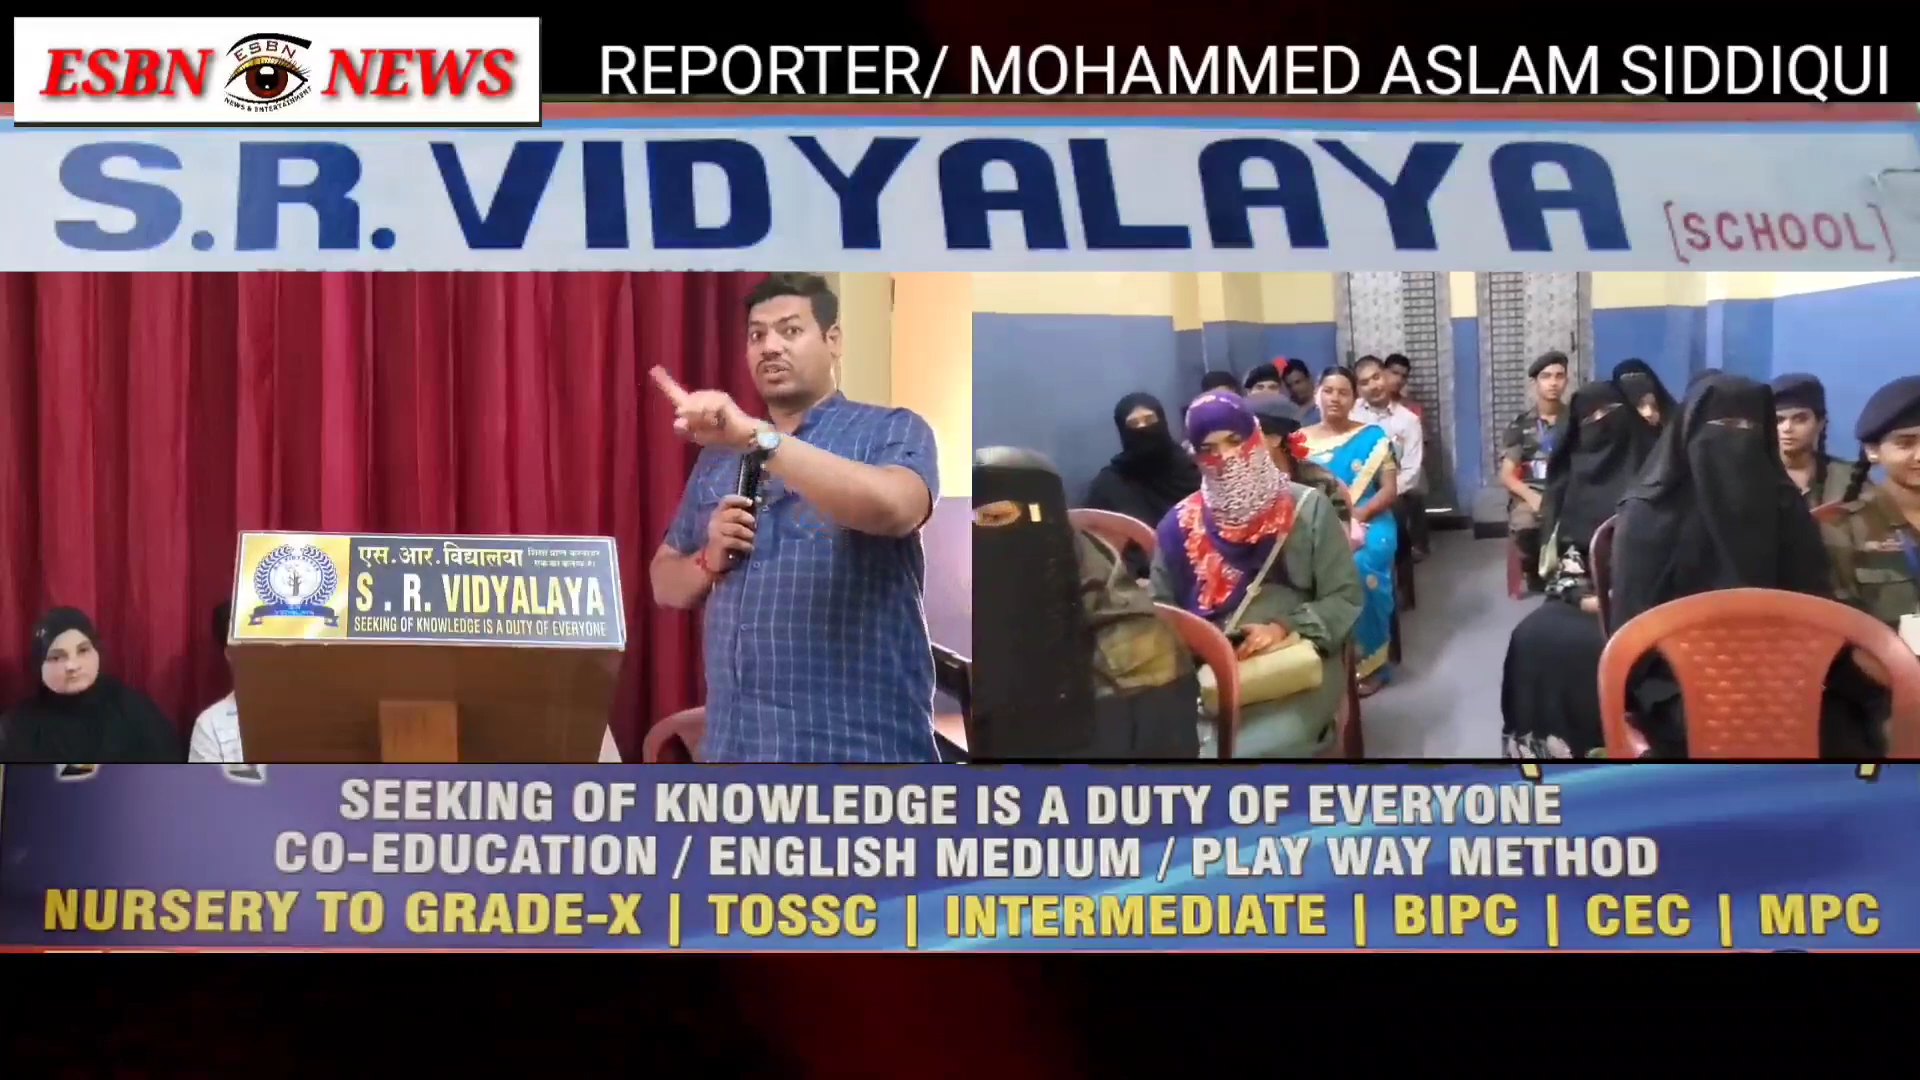 ESBN NEWS
ESBN
NEWS & ENTERTAINMENT
REPORTER/ MOHAMMED ASLAM SIDDIQUI
S.R. VIDYALAYA [SCHOOL]
एस.आर.विद्यालया
S.R. VIDYALAYA
SEEKING OF KNOWLEDGE IS A DUTY OF EVERYONE
SEEKING OF KNOWLEDGE IS A DUTY OF EVERYONE
CO-EDUCATION / ENGLISH MEDIUM / PLAY WAY METHOD
NURSERY TO GRADE-X | TOSSC | INTERMEDIATE | BIPC | CEC | MPC